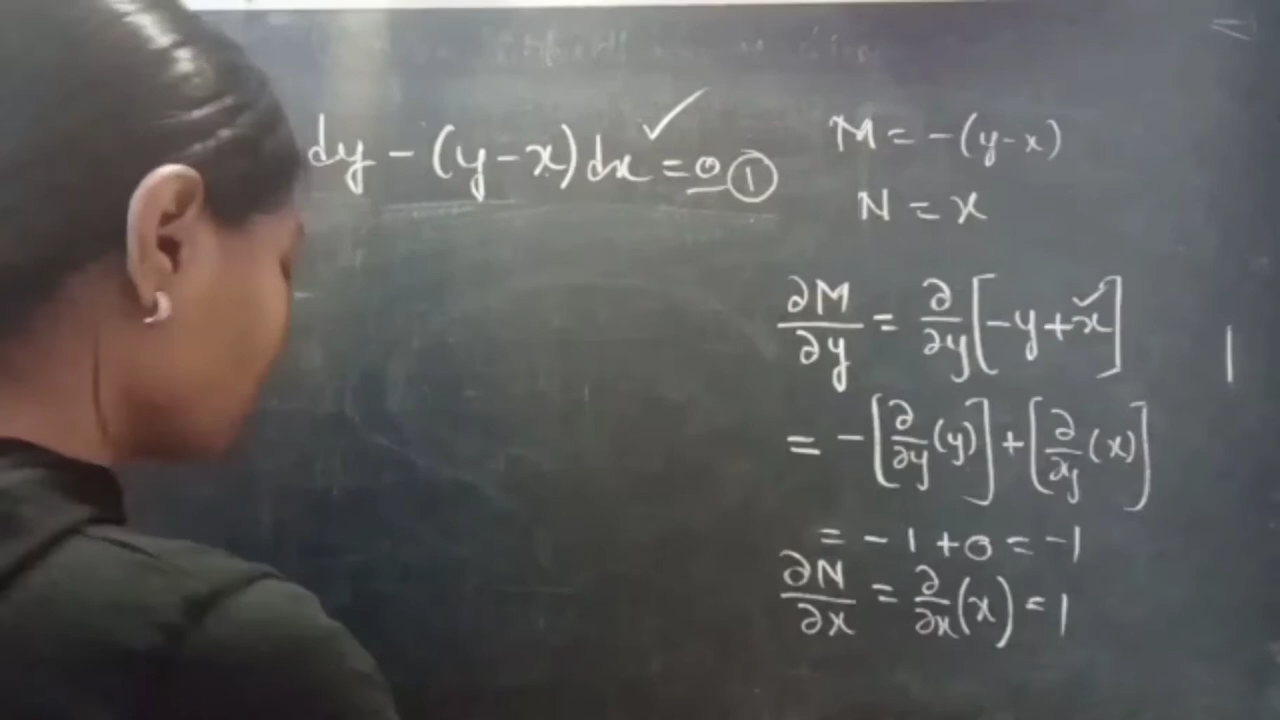 dy - (y-x)dx = 0 ①
M = -(y-x)
N = x
∂M/∂y = ∂/∂y[-y+x]
= -[∂/∂y(y)]+[∂/∂y(x)]
= -1+0 = -1
∂N/∂x = ∂/∂x(x) = 1